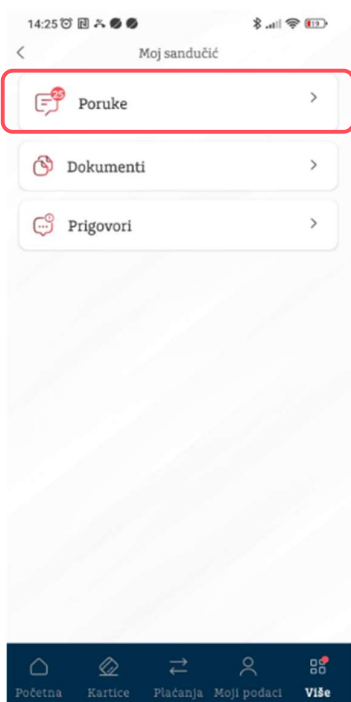 14:25
19
Moj sandučić
25
Poruke
Dokumenti
Prigovori
Početna Kartice Plaćanja Moji podaci Više